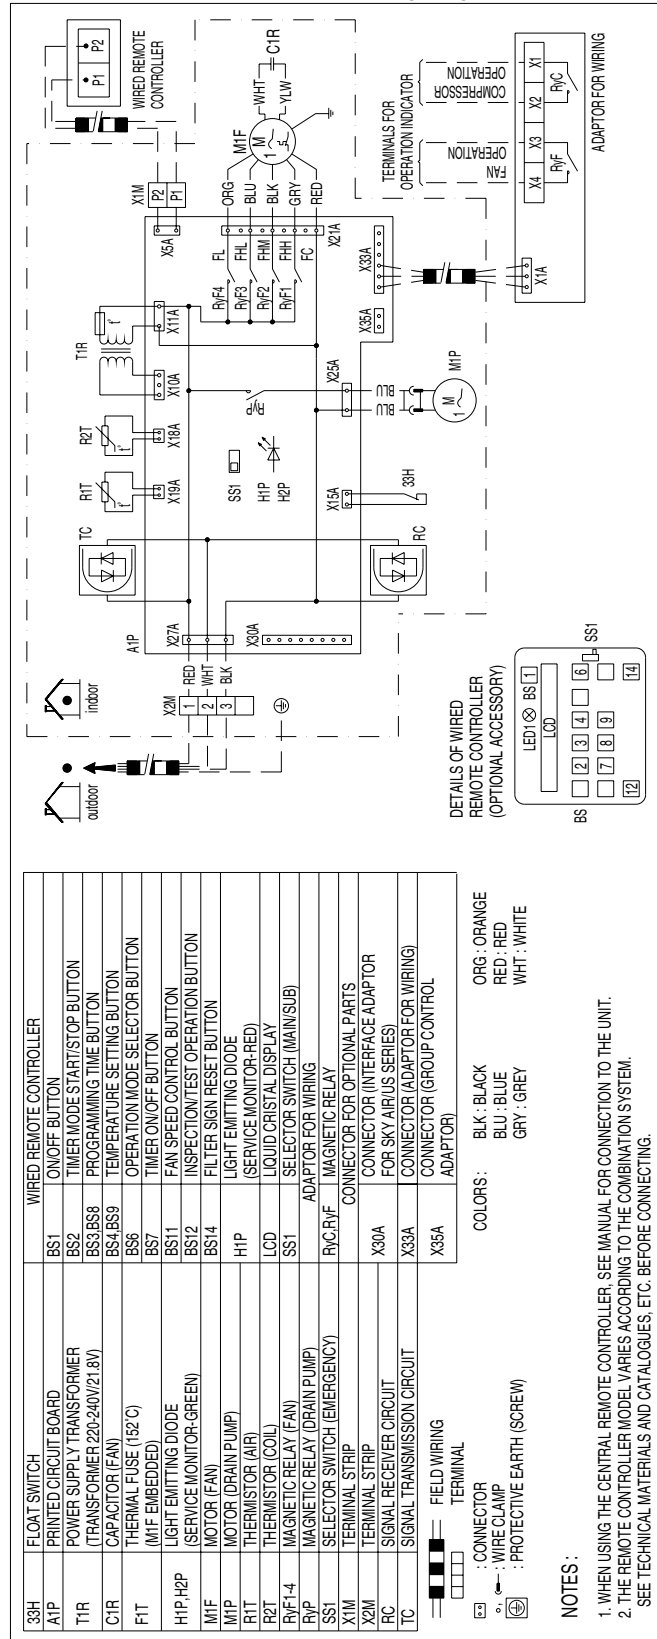 33H FLOAT SWITCH
A1P PRINTED CIRCUIT BOARD
T1R POWER SUPPLY TRANSFORMER
(TRANSFORMER 220-240V/21.8V)
C1R CAPACITOR (FAN)
F1T THERMAL FUSE (152˚C)
(M1F EMBEDDED)
H1P,H2P LIGHT EMITTING DIODE
(SERVICE MONITOR-GREEN)
M1F MOTOR (FAN)
M1P MOTOR (DRAIN PUMP)
R1T THERMISTOR (AIR)
R2T THERMISTOR (COIL)
RyF1-4 MAGNETIC RELAY (FAN)
RyP MAGNETIC RELAY (DRAIN PUMP)
SS1 SELECTOR SWITCH (EMERGENCY)
X1M TERMINAL STRIP
X2M TERMINAL STRIP
RC SIGNAL RECEIVER CIRCUIT
TC SIGNAL TRANSMISSION CIRCUIT
WIRED REMOTE CONTROLLER
BS1 ON/OFF BUTTON
BS2 TIMER MODE START/STOP BUTTON
BS3,BS8 PROGRAMMING TIME BUTTON
BS4,BS9 TEMPERATURE SETTING BUTTON
BS6 OPERATION MODE SELECTOR BUTTON
BS7 TIMER ON/OFF BUTTON
BS11 FAN SPEED CONTROL BUTTON
BS12 INSPECTION/TEST OPERATION BUTTON
BS14 FILTER SIGN RESET BUTTON
H1P LIGHT EMITTING DIODE
(SERVICE MONITOR-RED)
LCD LIQUID CRISTAL DISPLAY
SS1 SELECTOR SWITCH (MAIN/SUB)
ADAPTOR FOR WIRING
RyC,RyF MAGNETIC RELAY
CONNECTOR FOR OPTIONAL PARTS
X30A CONNECTOR (INTERFACE ADAPTOR
FOR SKY AIR/US SERIES)
X33A CONNECTOR (ADAPTOR FOR WIRING)
X35A CONNECTOR (GROUP CONTROL
ADAPTOR)
FIELD WIRING
TERMINAL
: CONNECTOR
: WIRE CLAMP
: PROTECTIVE EARTH (SCREW)
COLORS : BLK : BLACK ORG : ORANGE
BLU : BLUE RED : RED
GRY : GREY WHT : WHITE
NOTES :
1. WHEN USING THE CENTRAL REMOTE CONTROLLER, SEE MANUAL FOR CONNECTION TO THE UNIT.
2. THE REMOTE CONTROLLER MODEL VARIES ACCORDING TO THE COMBINATION SYSTEM.
SEE TECHNICAL MATERIALS AND CATALOGUES, ETC. BEFORE CONNECTING.
outdoor
indoor
X2M
1 2 3
RED
WHT
BLK
A1P
X27A
X30A
TC
RC
R1T
t°
X19A
R2T
t°
X18A
T1R
t°
X10A
X11A
SS1
H1P
H2P
RyP
X15A
33H
X25A
BLU
BLU
M
1
M1P
X35A
X33A
X5A
X1M
P2
P1
P1 P2
WIRED REMOTE
CONTROLLER
RyF4 FL
RyF3 FHL
RyF2 FHM
RyF1 FHH
FC
X21A
ORG
BLU
BLK
GRY
RED
M1F
M
1
WHT
YLW
C1R
TERMINALS FOR
OPERATION INDICATOR
FAN
OPERATION
COMPRESSOR
OPERATION
X4 X3 X2 X1
RyF
RyC
X1A
ADAPTOR FOR WIRING
DETAILS OF WIRED
REMOTE CONTROLLER
(OPTIONAL ACCESSORY)
LED1 BS 1
LCD
BS
2 3 4 6
7 8 9
12 14
SS1